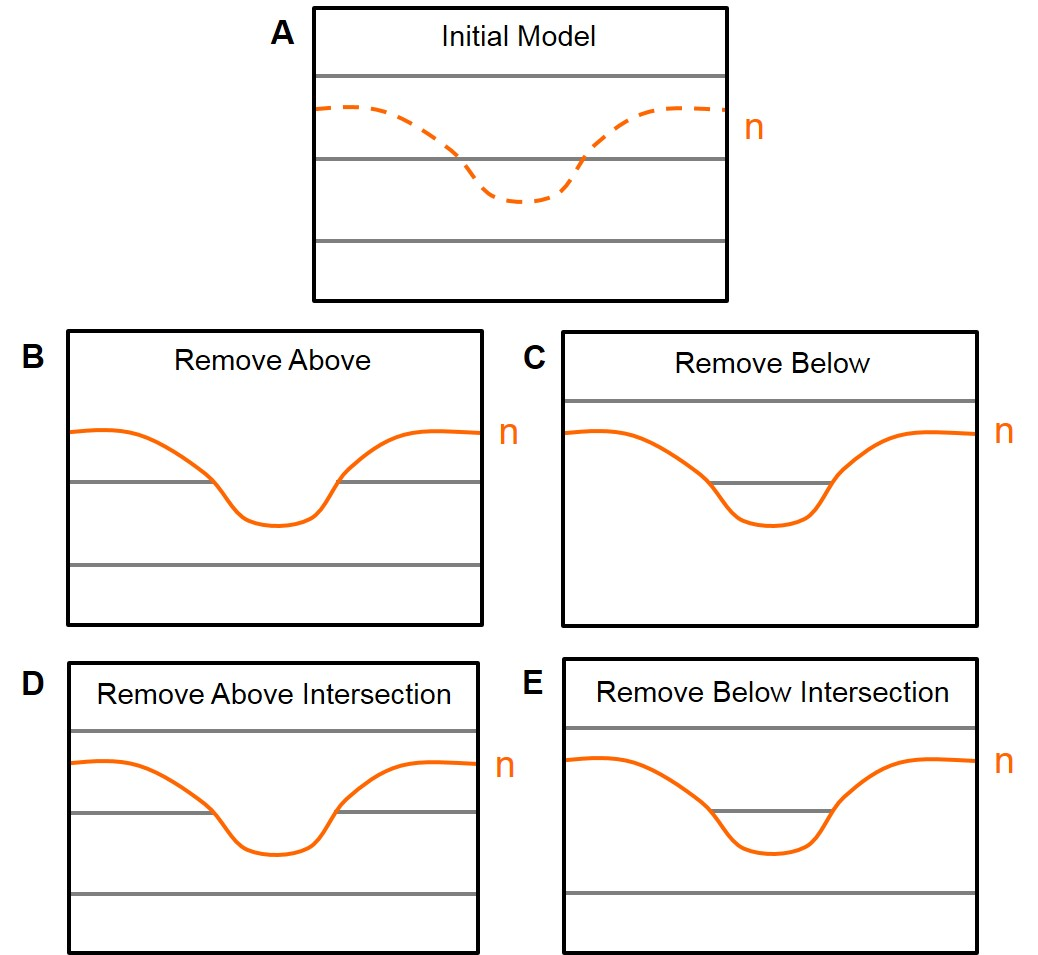 A
Initial Model
n
B
Remove Above
n
C
Remove Below
n
D
Remove Above Intersection
n
E
Remove Below Intersection
n